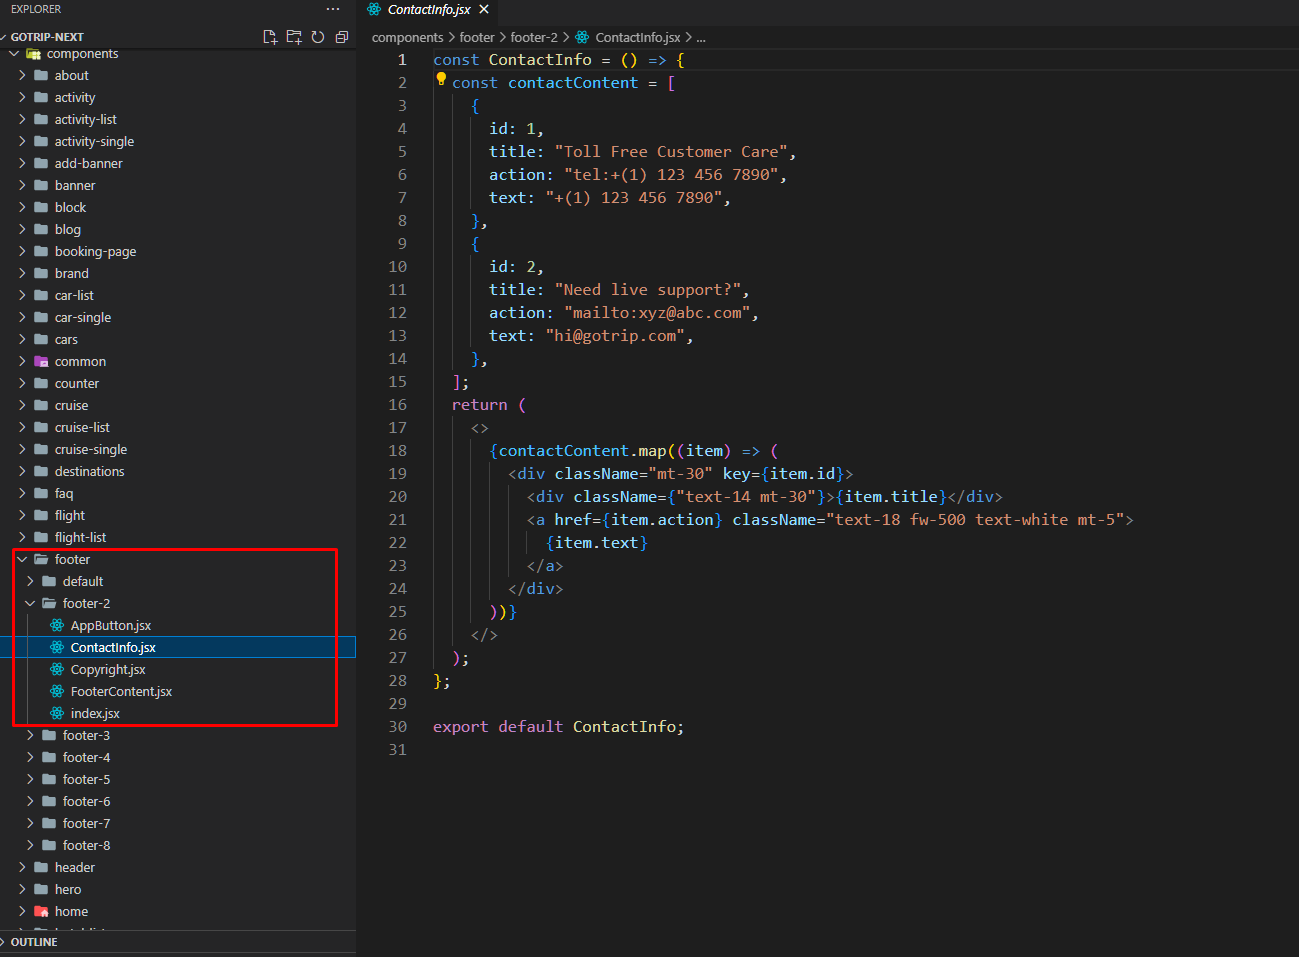 EXPLORER
GOTRIP-NEXT
components
about
activity
activity-list
activity-single
add-banner
banner
block
blog
booking-page
brand
car-list
car-single
cars
common
counter
cruise
cruise-list
cruise-single
destinations
faq
flight
flight-list
footer
default
footer-2
AppButton.jsx
ContactInfo.jsx
Copyright.jsx
FooterContent.jsx
index.jsx
footer-3
footer-4
footer-5
footer-6
footer-7
footer-8
header
hero
home
OUTLINE
ContactInfo.jsx
components > footer > footer-2 > ContactInfo.jsx > ...
1 const ContactInfo = () => {
2 const contactContent = [
3 {
4 id: 1,
5 title: "Toll Free Customer Care",
6 action: "tel:+(1) 123 456 7890",
7 text: "+(1) 123 456 7890",
8 },
9 {
10 id: 2,
11 title: "Need live support?",
12 action: "mailto:xyz@abc.com",
13 text: "hi@gotrip.com",
14 },
15 ];
16 return (
17 <>
18 {contactContent.map((item) => (
19 <div className="mt-30" key={item.id}>
20 <div className={"text-14 mt-30"}>{item.title}</div>
21 <a href={item.action} className="text-18 fw-500 text-white mt-5">
22 {item.text}
23 </a>
24 </div>
25 ))}
26 </>
27 );
28 };
29
30 export default ContactInfo;
31